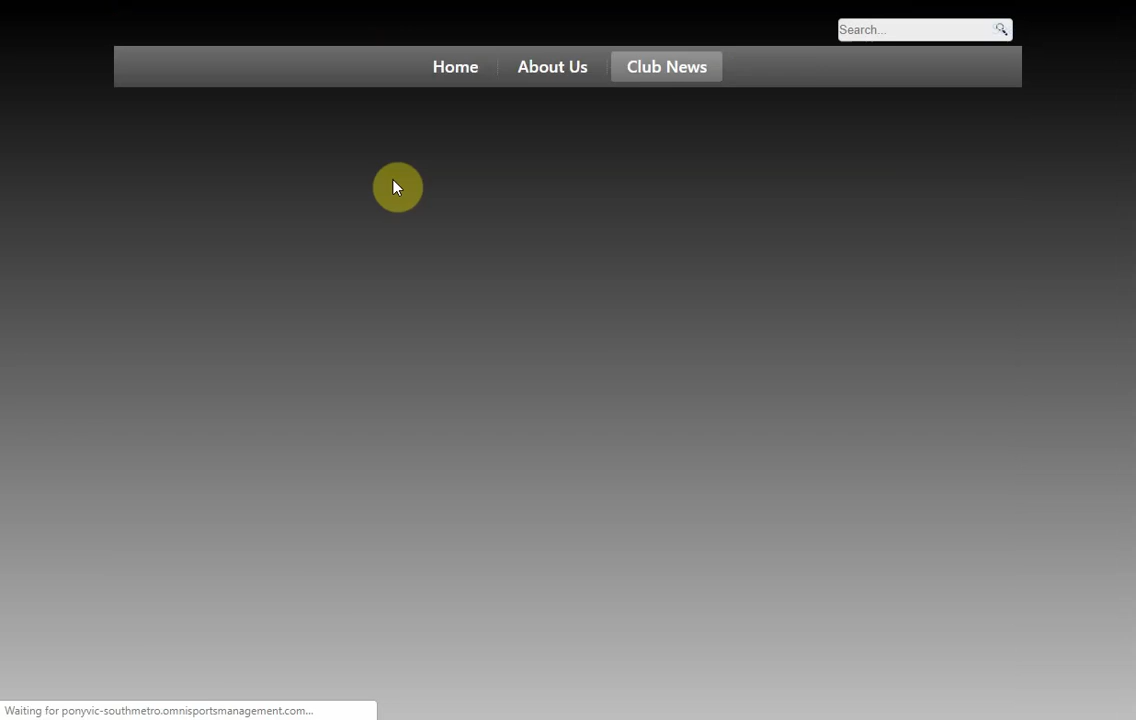 Search...
Home
About Us
Club News
Waiting for ponyvic-southmetro.omnisportsmanagement.com...